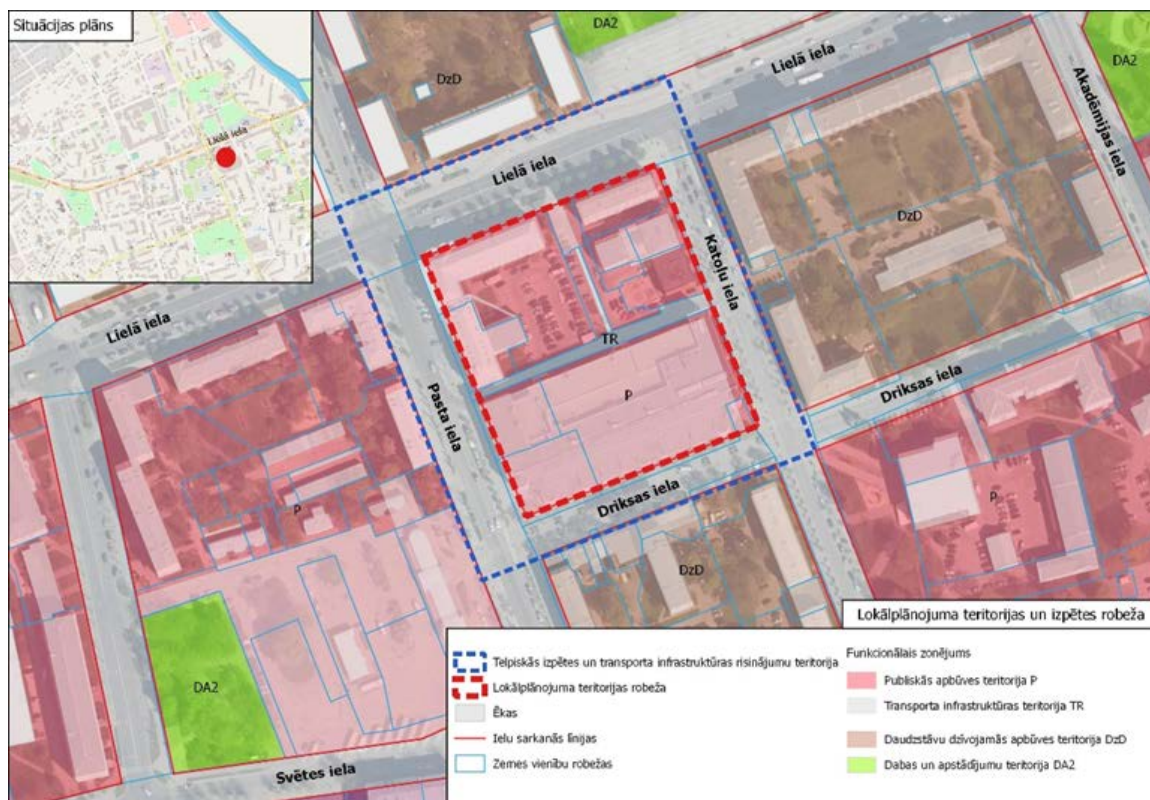 Situācijas plāns
Lielā iela
DA2
DzD
Lielā iela
Akadēmijas iela
DA2
Lielā iela
DzD
Katoļu iela
Lielā iela
TR
Pasta iela
P
Driksas iela
Driksas iela
P
P
DzD
DA2
Svētes iela
Lokālplānojuma teritorijas un izpētes robeža
Telpiskās izpētes un transporta infrastruktūras risinājumu teritorija
Lokālplānojuma teritorijas robeža
Ēkas
Ielu sarkanās līnijas
Zemes vienību robežas
Funkcionālais zonējums
Publiskās apbūves teritorija P
Transporta infrastruktūras teritorija TR
Daudzstāvu dzīvojamās apbūves teritorija DzD
Dabas un apstādījumu teritorija DA2